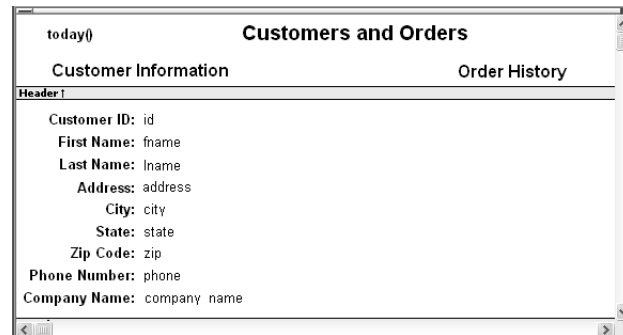 today() Customers and Orders
Customer Information Order History
Header ↑
Customer ID: id
First Name: fname
Last Name: lname
Address: address
City: city
State: state
Zip Code: zip
Phone Number: phone
Company Name: company_name